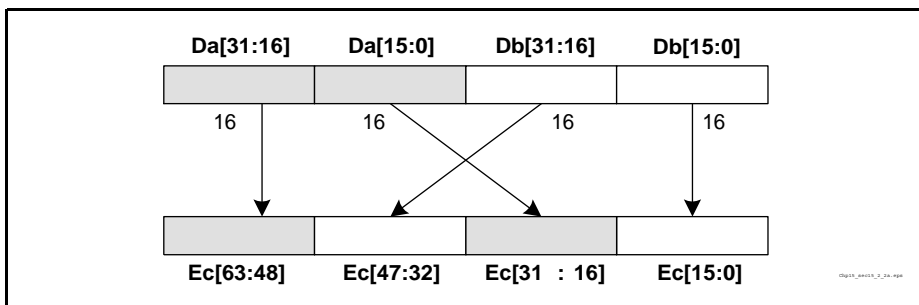 Da[31:16] Da[15:0] Db[31:16] Db[15:0]
16 16 16 16
Ec[63:48] Ec[47:32] Ec[31 : 16] Ec[15:0]